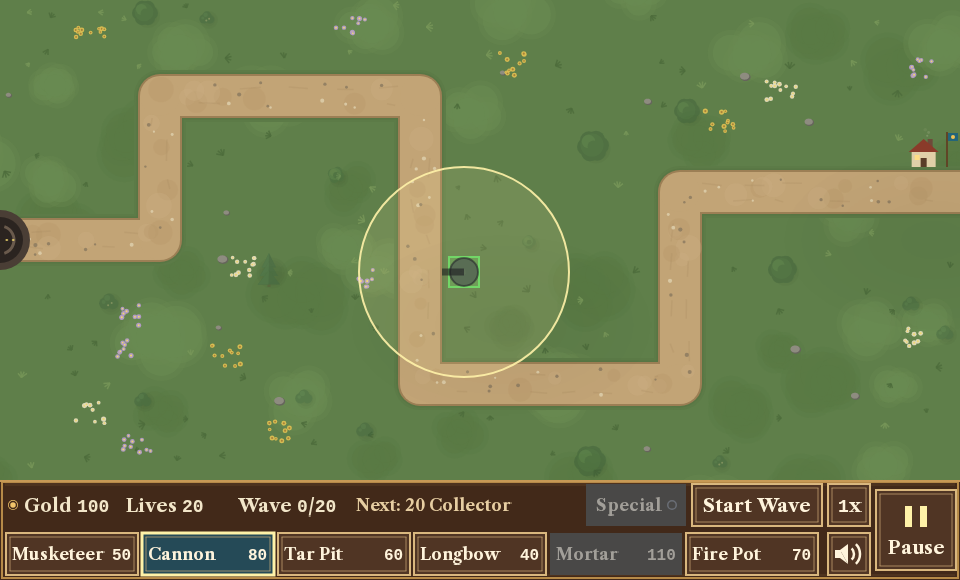 Gold 100 Lives 20 Wave 0/20 Next: 20 Collector Special Start Wave 1x
Musketeer 50 Cannon 80 Tar Pit 60 Longbow 40 Mortar 110 Fire Pot 70 Pause